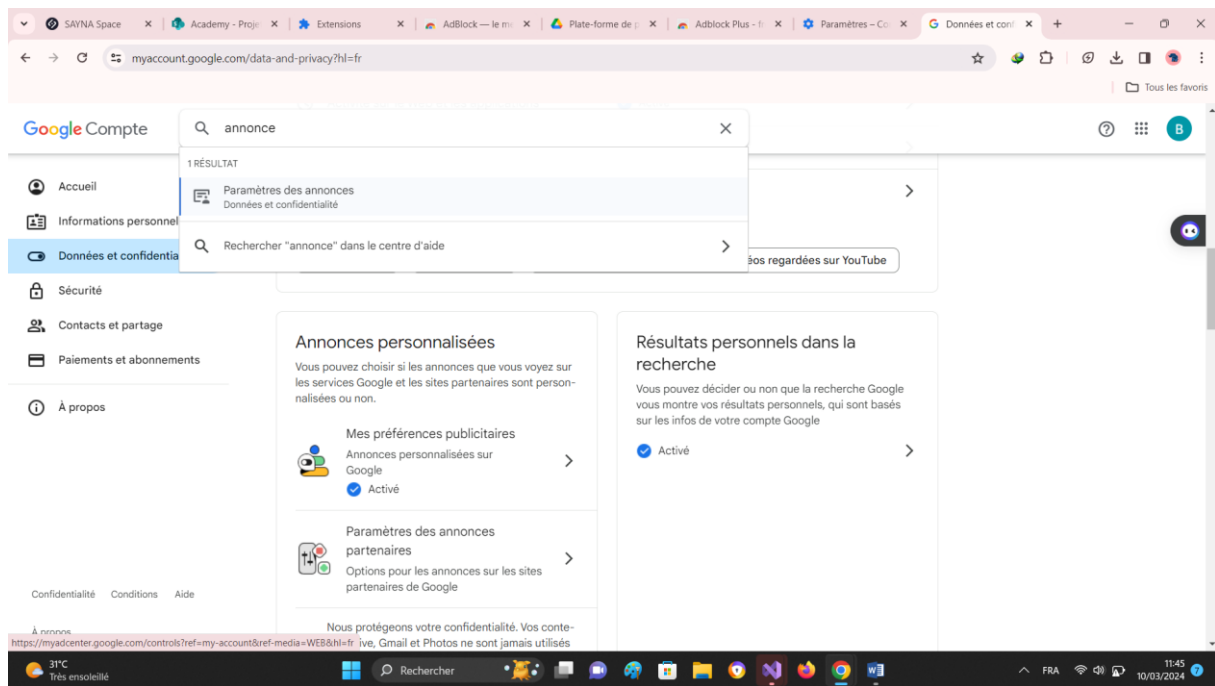 SAYNA Space
Academy - Proje
Extensions
AdBlock — le m
Plate-forme de p
Adblock Plus - fr
Paramètres – Co
Données et conf
myaccount.google.com/data-and-privacy?hl=fr
Tous les favoris
Google Compte
annonce
B
1 RÉSULTAT
Paramètres des annonces
Données et confidentialité
Rechercher "annonce" dans le centre d'aide
Accueil
Informations personnel
Données et confidentia
Sécurité
Contacts et partage
Paiements et abonnements
À propos
éos regardées sur YouTube
Annonces personnalisées
Vous pouvez choisir si les annonces que vous voyez sur
les services Google et les sites partenaires sont person-
nalisées ou non.
Mes préférences publicitaires
Annonces personnalisées sur
Google
Activé
Paramètres des annonces
partenaires
Options pour les annonces sur les sites
partenaires de Google
Nous protégeons votre confidentialité. Vos conte-
ive, Gmail et Photos ne sont jamais utilisés
Résultats personnels dans la
recherche
Vous pouvez décider ou non que la recherche Google
vous montre vos résultats personnels, qui sont basés
sur les infos de votre compte Google
Activé
Confidentialité Conditions Aide
À propos
https://myadcenter.google.com/controls?ref=my-account&ref-media=WEB&hl=fr
31°C
Très ensoleillé
Rechercher
FRA
11:45
10/03/2024